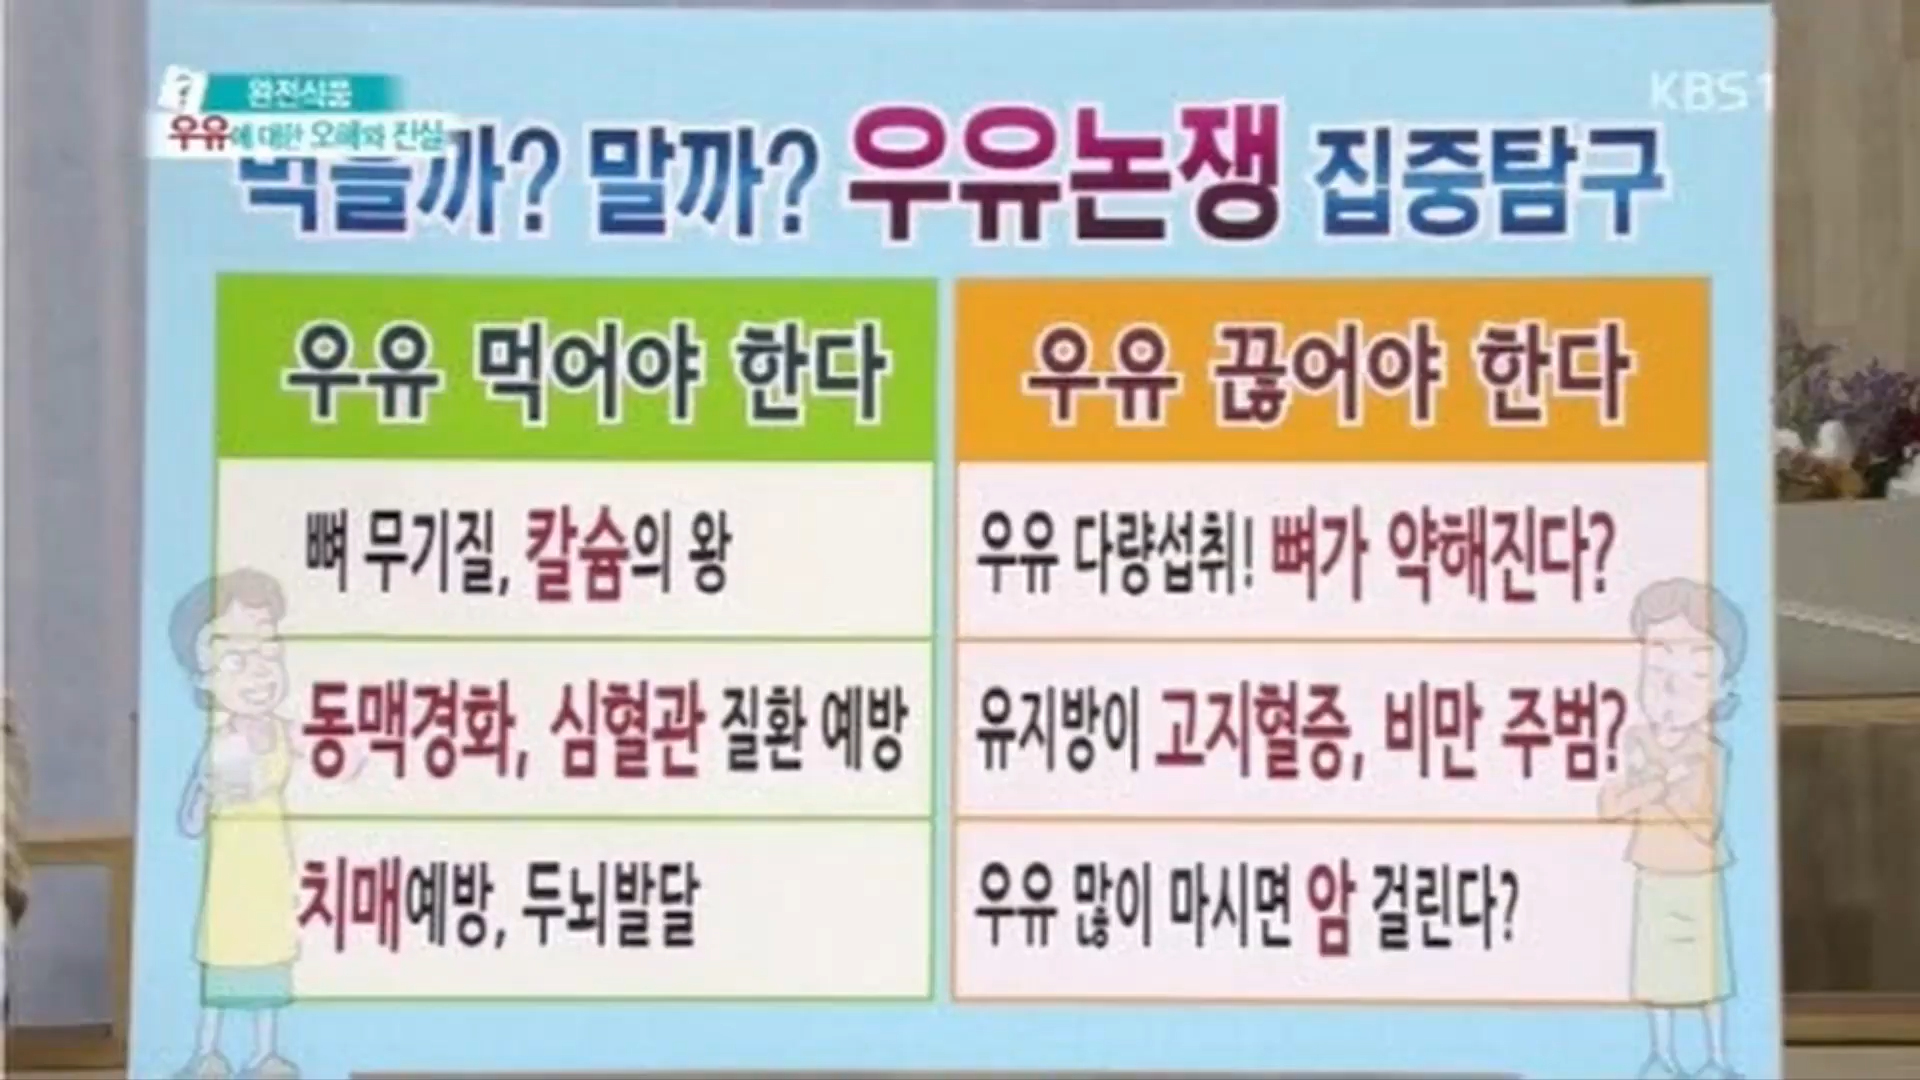 완전식품
KBS1
우유에 대한 오해와 진실
먹을까? 말까? 우유논쟁 집중탐구
우유 먹어야 한다
우유 끊어야 한다
뼈 무기질, 칼슘의 왕
우유 다량섭취! 뼈가 약해진다?
동맥경화, 심혈관 질환 예방
유지방이 고지혈증, 비만 주범?
치매예방, 두뇌발달
우유 많이 마시면 암 걸린다?